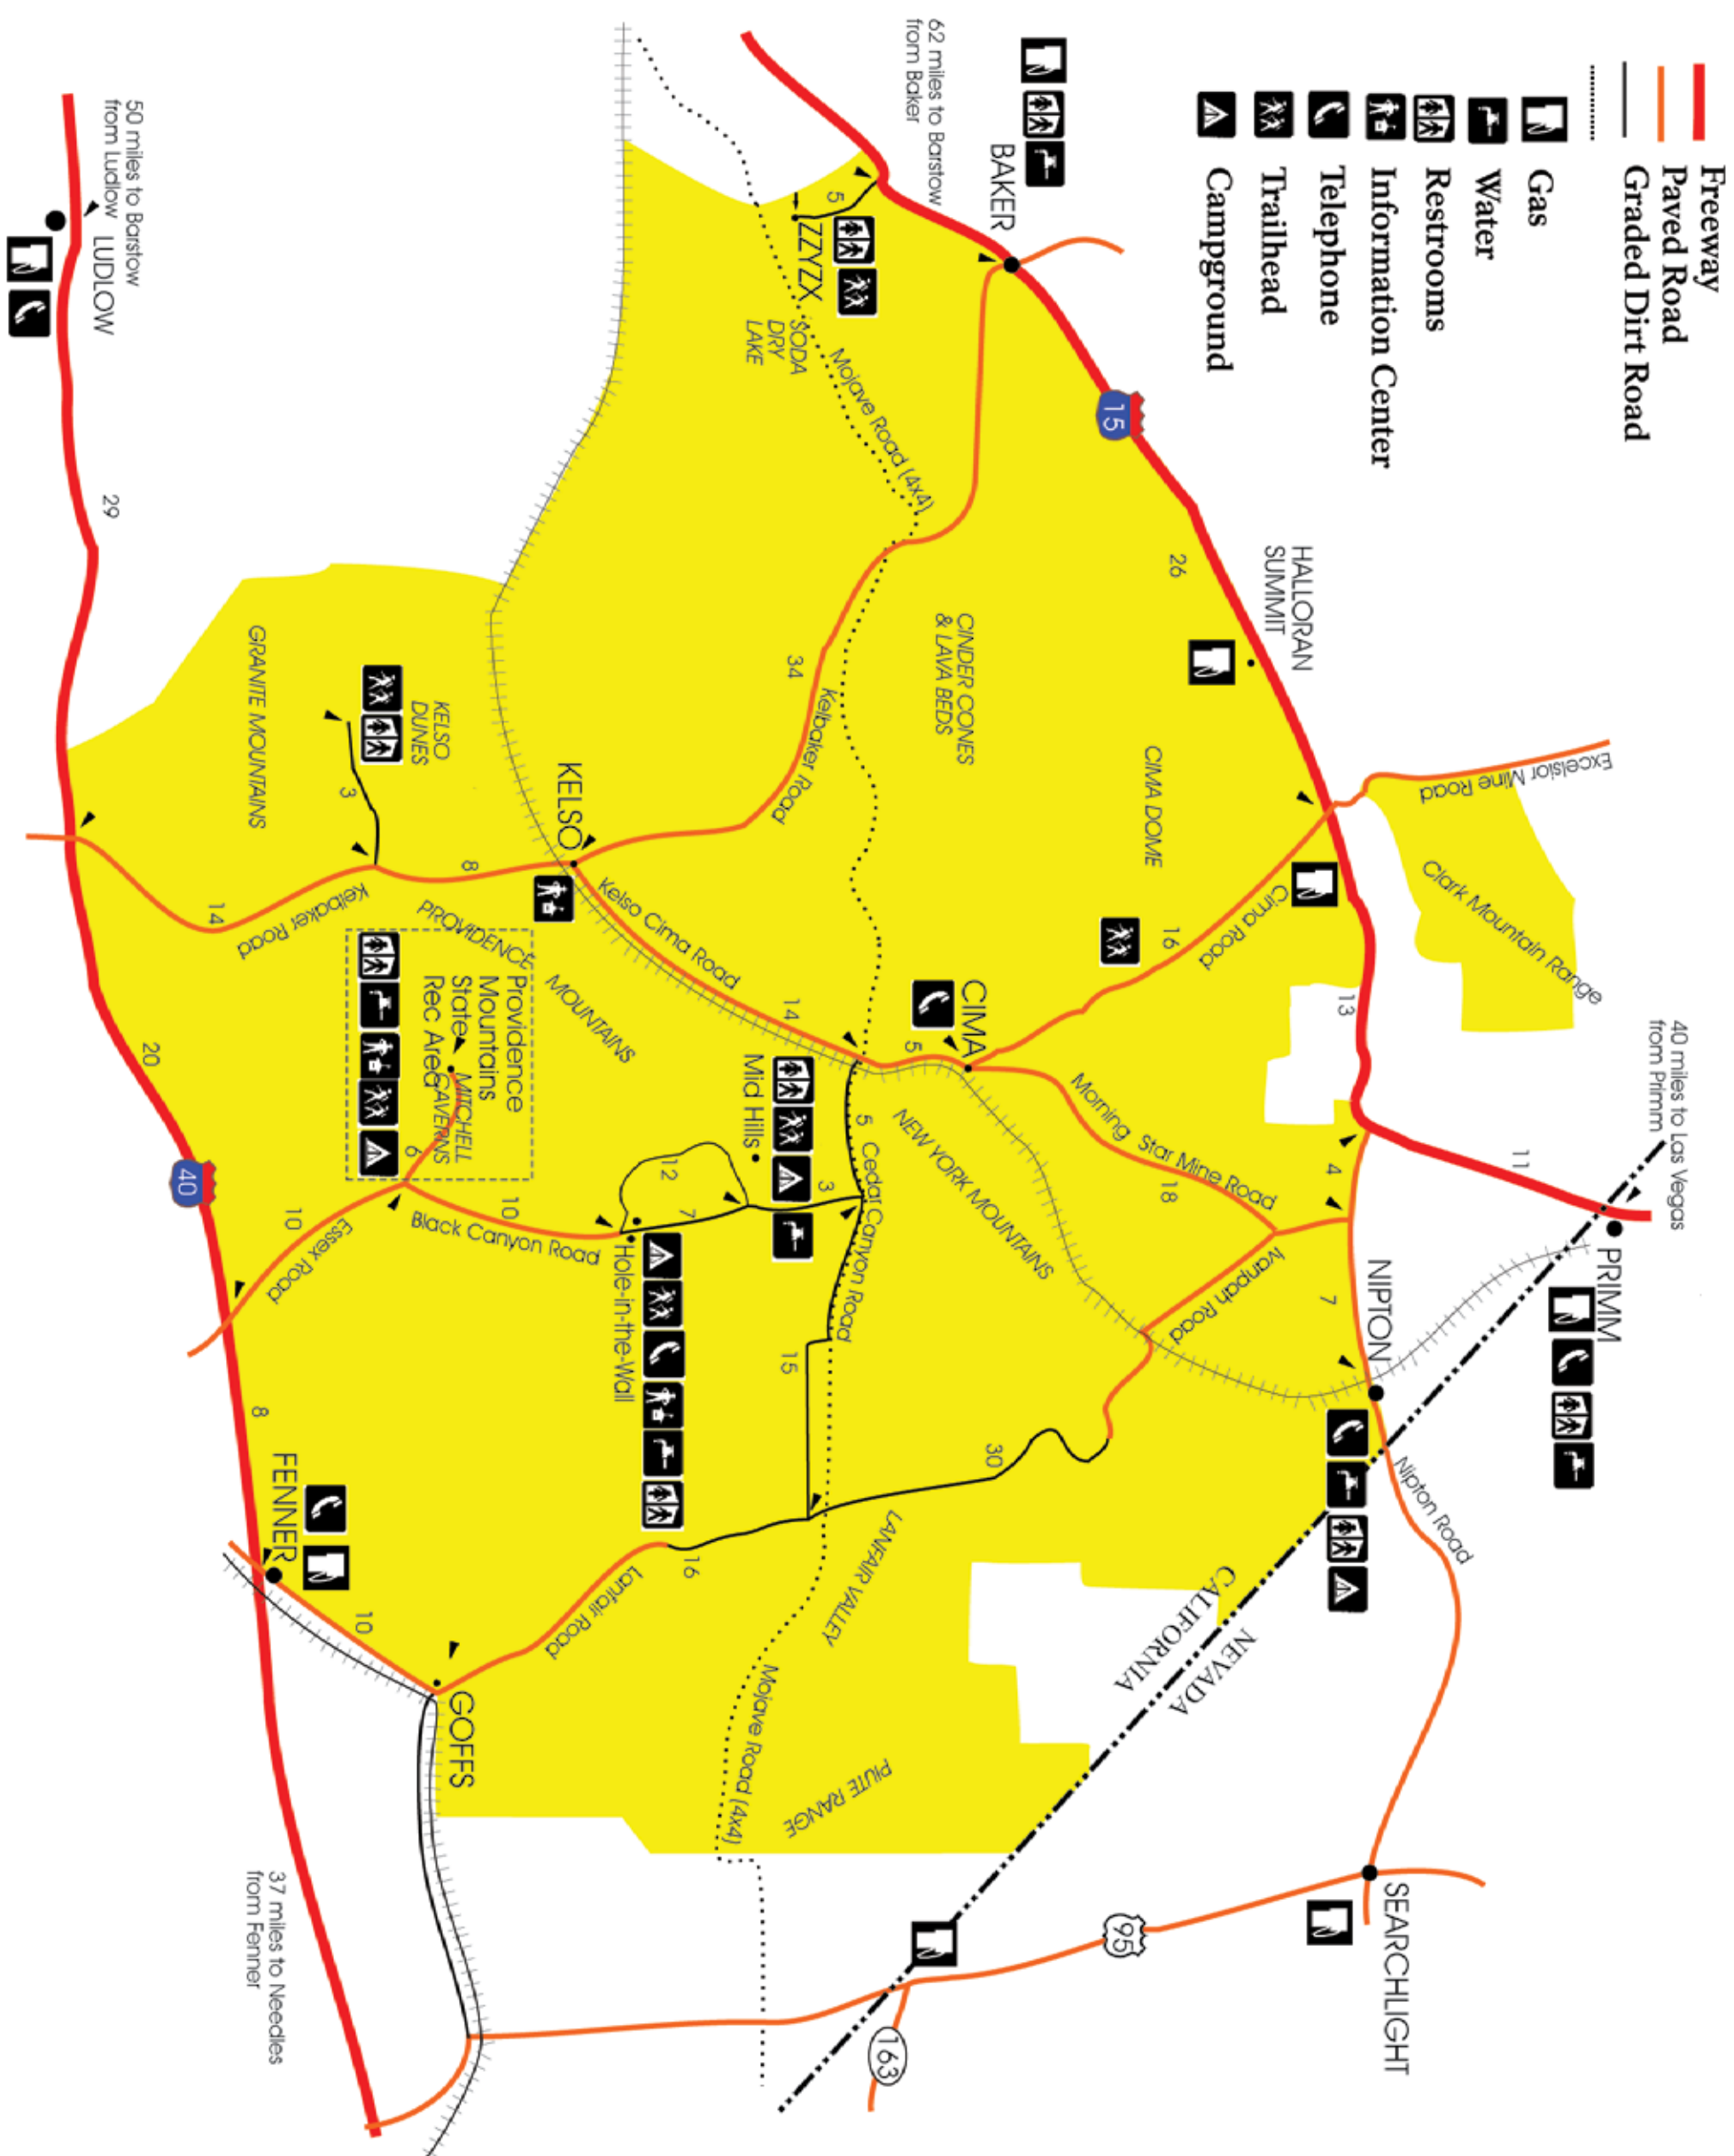 Freeway
Paved Road
Graded Dirt Road
Gas
Water
Restrooms
Information Center
Telephone
Trailhead
Campground
40 miles to Las Vegas
from Primm
PRIMM
11
Excelsior Mine Road
Clark Mountain Range
13
4
7
NIPTON
Nipton Road
SEARCHLIGHT
HALLORAN
SUMMIT
26
15
CIMA DOME
Cima Road
16
Morning Star Mine Road
18
Ivanpah Road
CALIFORNIA
NEVADA
95
163
62 miles to Barstow
from Baker
BAKER
CINDER CONES
& LAVA BEDS
CIMA
5
NEW YORK MOUNTAINS
30
LANFAIR VALLEY
PIUTE RANGE
5
ZZYZX
SODA
DRY
LAKE
Mojave Road (4x4)
34
Kelbaker Road
5
Cedar Canyon Road
15
Mojave Road (4x4)
KELSO
Kelso Cima Road
14
Mid Hills
3
12
7
Hole-in-the-Wall
16
Lanfair Road
KELSO
DUNES
3
8
PROVIDENCE
MOUNTAINS
Providence
Mountains
State
Rec Area
MITCHELL
CAVERNS
6
10
Black Canyon Road
GRANITE MOUNTAINS
14
Kelbaker Road
10
Essex Road
GOFFS
10
FENNER
8
40
20
29
50 miles to Barstow
from Ludlow
LUDLOW
37 miles to Needles
from Fenner